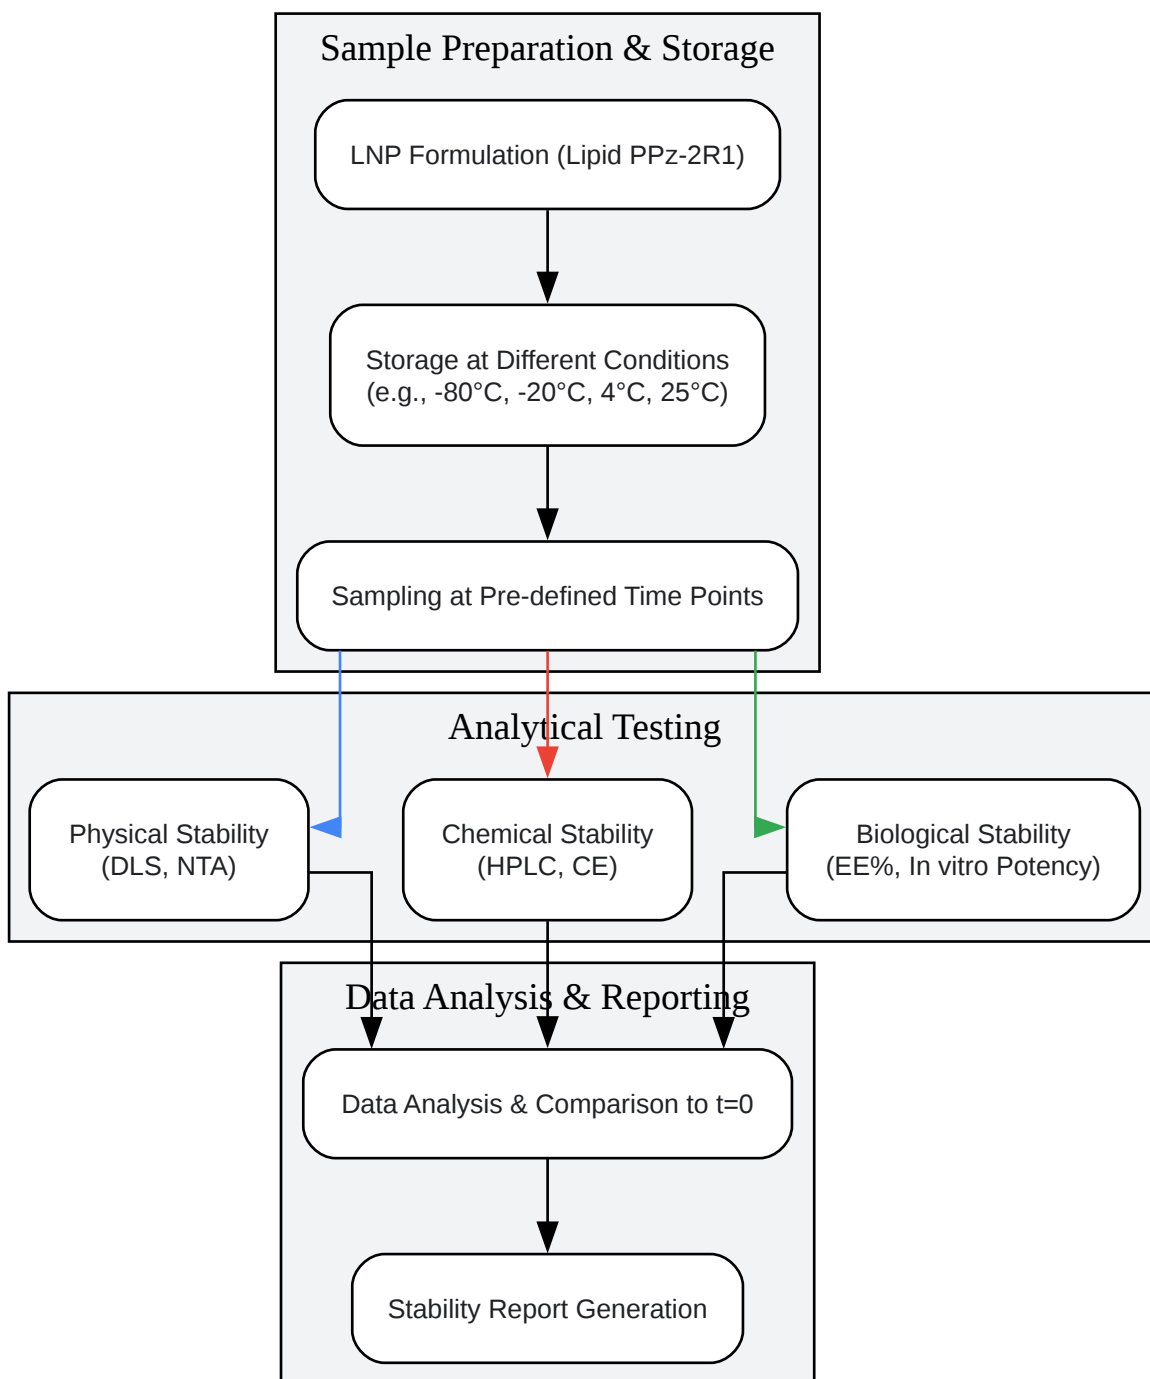 Sample Preparation & Storage
LNP Formulation (Lipid PPz-2R1)
Storage at Different Conditions
(e.g., -80°C, -20°C, 4°C, 25°C)
Sampling at Pre-defined Time Points
Analytical Testing
Physical Stability
(DLS, NTA)
Chemical Stability
(HPLC, CE)
Biological Stability
(EE%, In vitro Potency)
Data Analysis & Reporting
Data Analysis & Comparison to t=0
Stability Report Generation